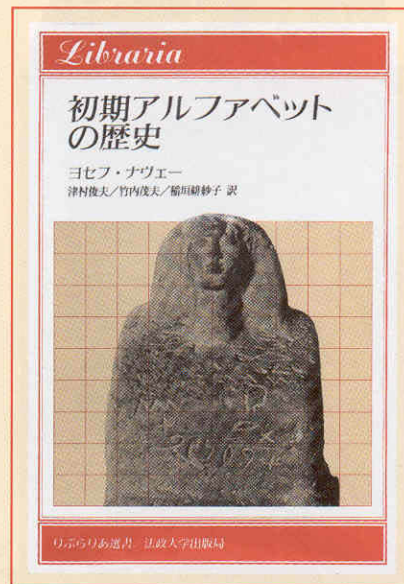 Libraria
初期アルファベット
の歴史
ヨセフ・ナヴェー
津村俊夫/竹内茂夫/稲垣緋紗子 訳
りぶらりあ選書/法政大学出版局